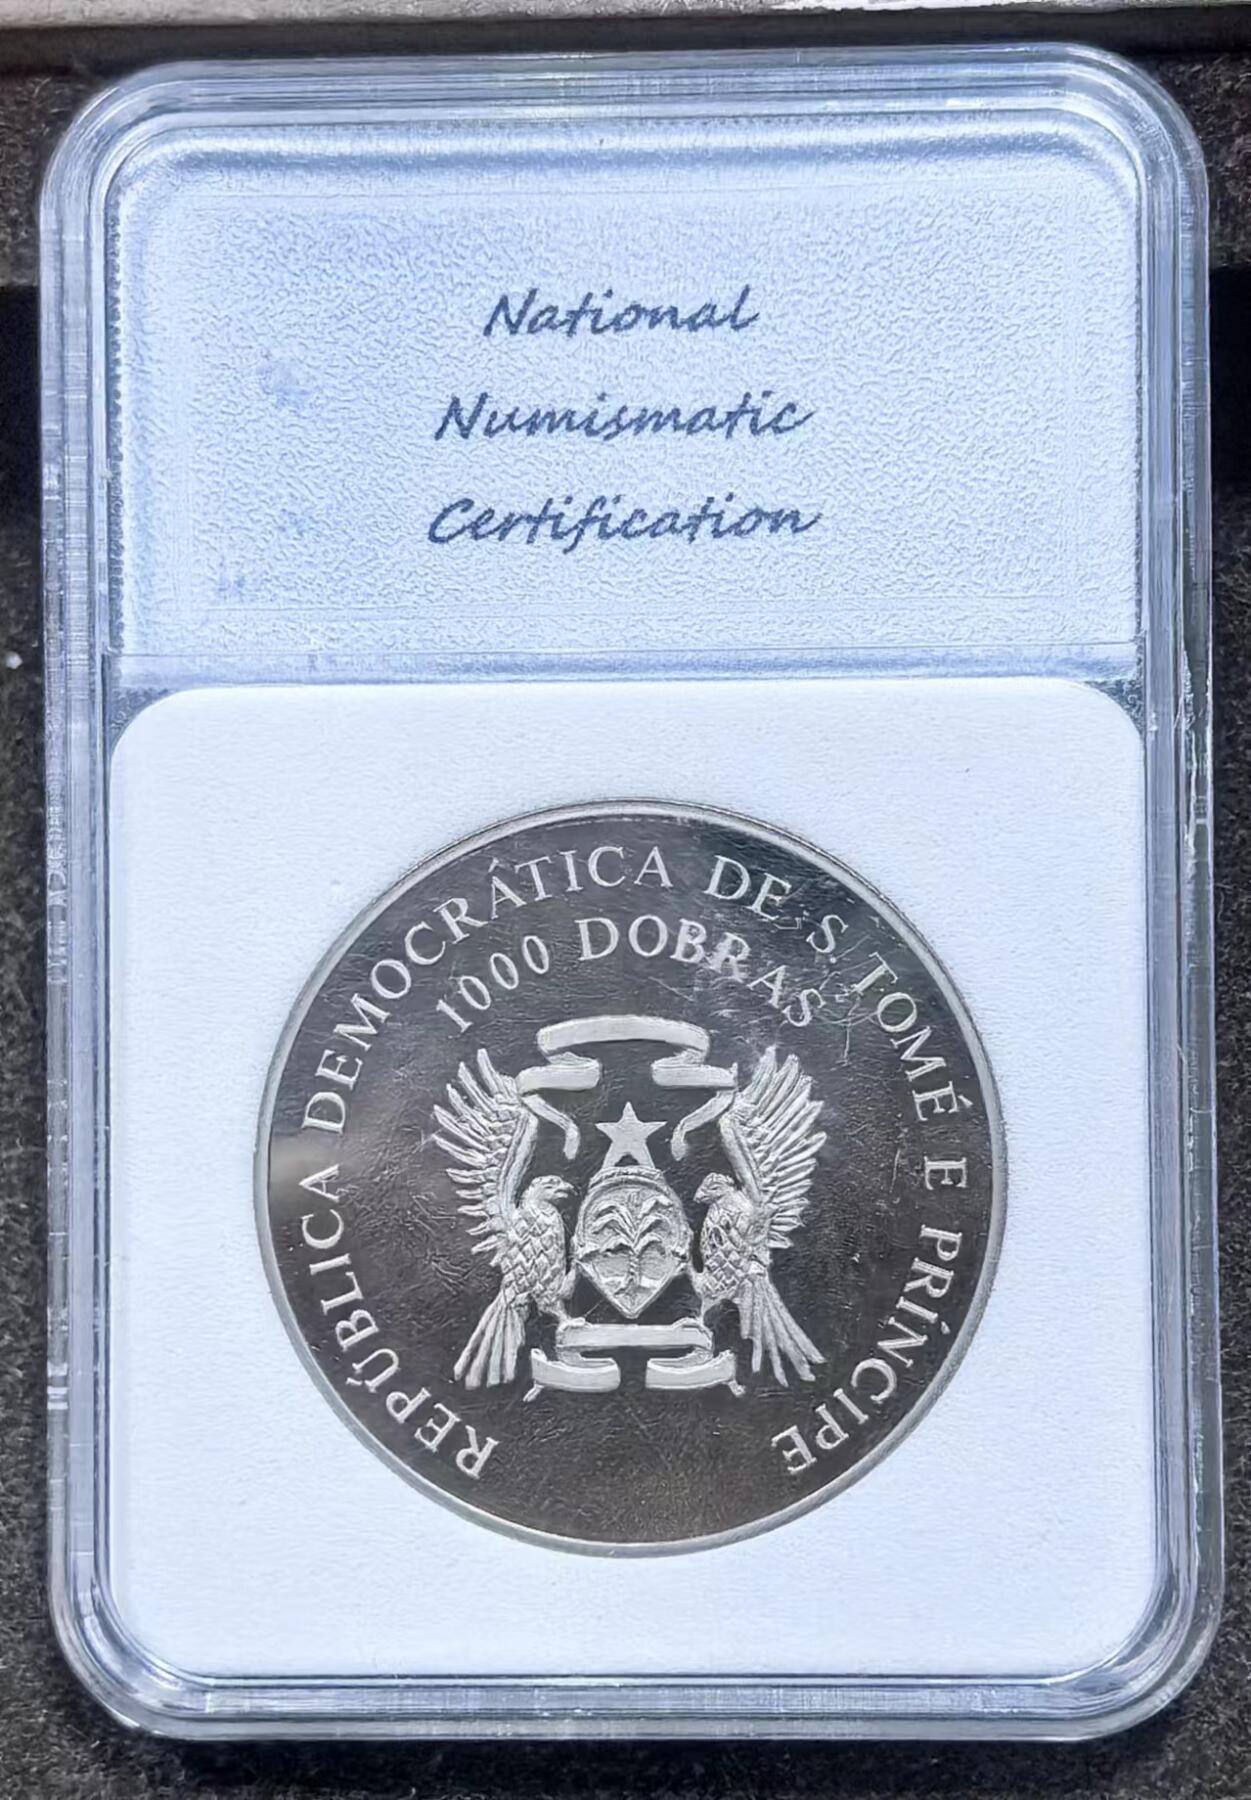 National
Numismatic
Certification
REPÚBLICA DEMOCRÁTICA DE S. TOMÉ E PRÍNCIPE
1000 DOBRAS